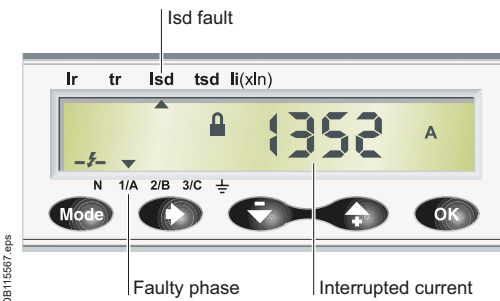 Isd fault
Ir tr Isd tsd Ii(xIn)
1352 A
N 1/A 2/B 3/C
Mode OK
Faulty phase Interrupted current
DB115567.eps